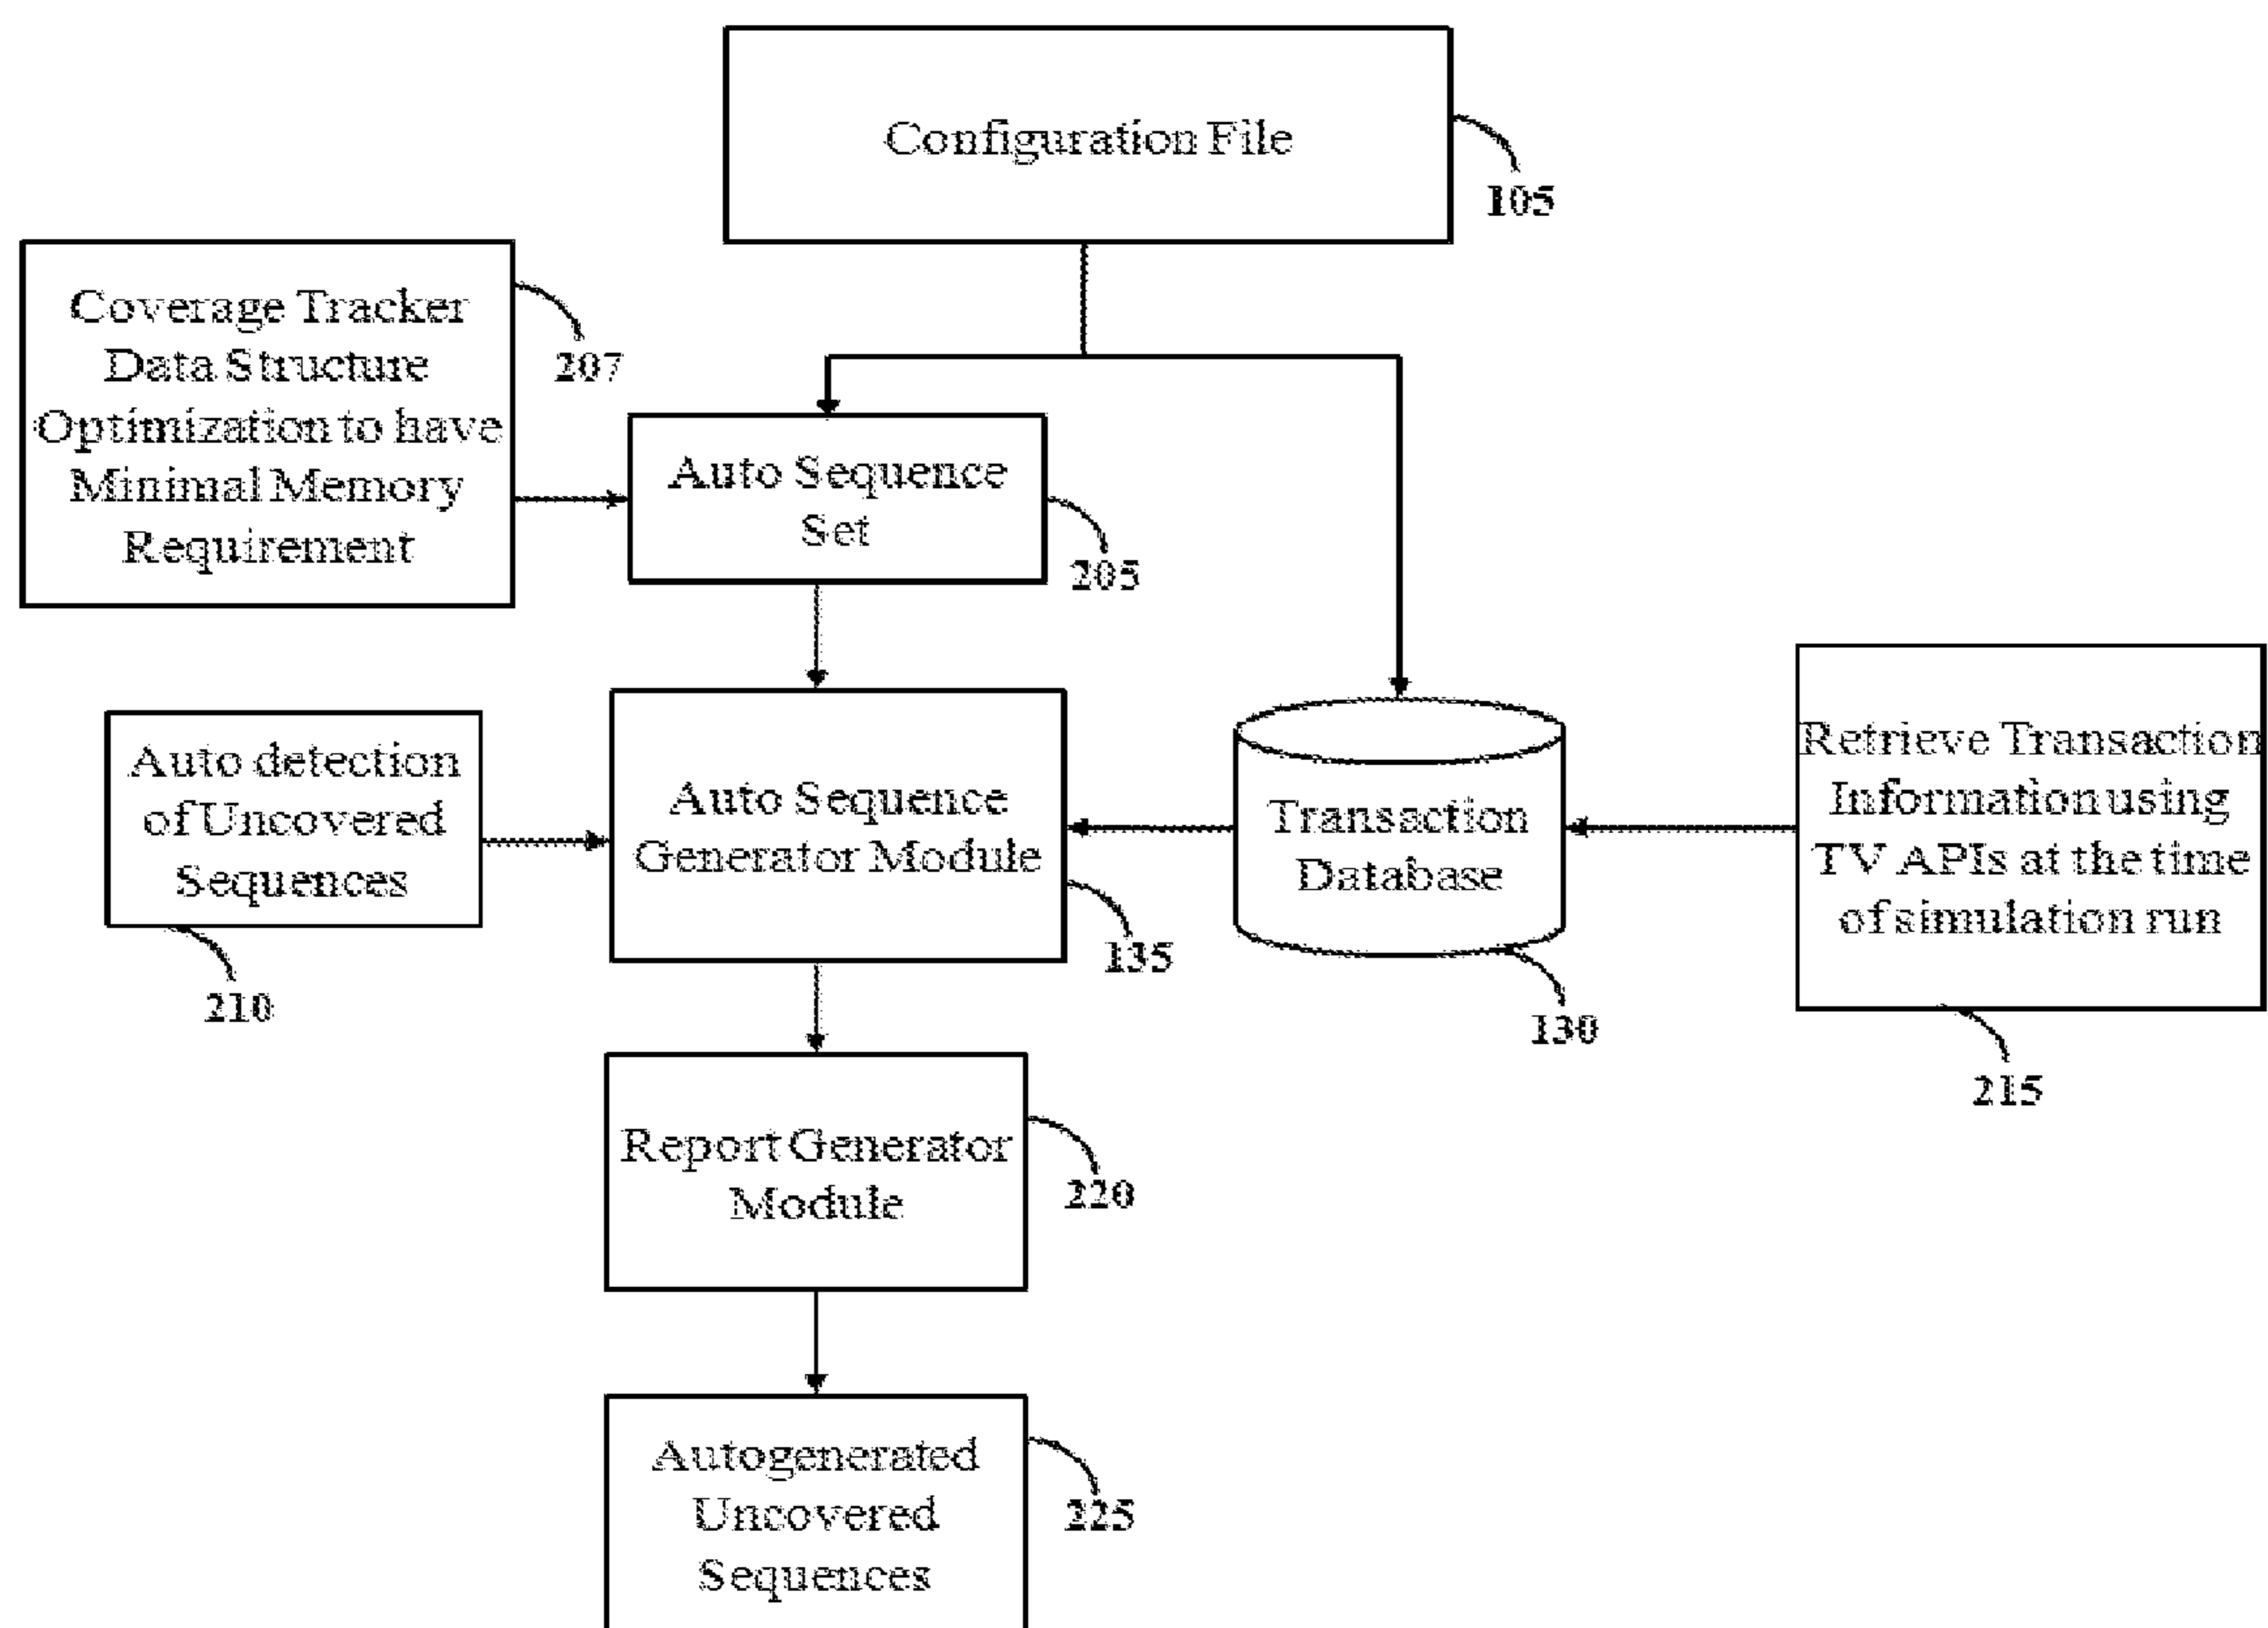 Configuration File
105
Coverage Tracker
Data Structure
Optimization to have
Minimal Memory
Requirement
207
Auto Sequence
Set
205
Auto detection
of Uncovered
Sequences
210
Auto Sequence
Generator Module
135
Transaction
Database
130
Retrieve Transaction
Information using
TV APIs at the time
of simulation run
215
Report Generator
Module
220
Autogenerated
Uncovered
Sequences
225